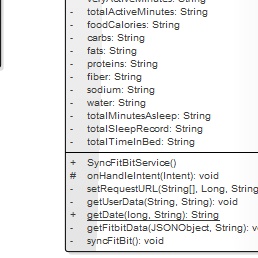 - veryActiveMinutes: String
- totalActiveMinutes: String
- foodCalories: String
- carbs: String
- fats: String
- proteins: String
- fiber: String
- sodium: String
- water: String
- totalMinutesAsleep: String
- totalSleepRecord: String
- totalTimeInBed: String
+ SyncFitBitService()
# onHandleIntent(Intent): void
- setRequestURL(String[], Long, String
- getUserData(String, String): void
+ getDate(long, String): String
- getFitbitData(JSONObject, String): v
- syncFitBit(): void